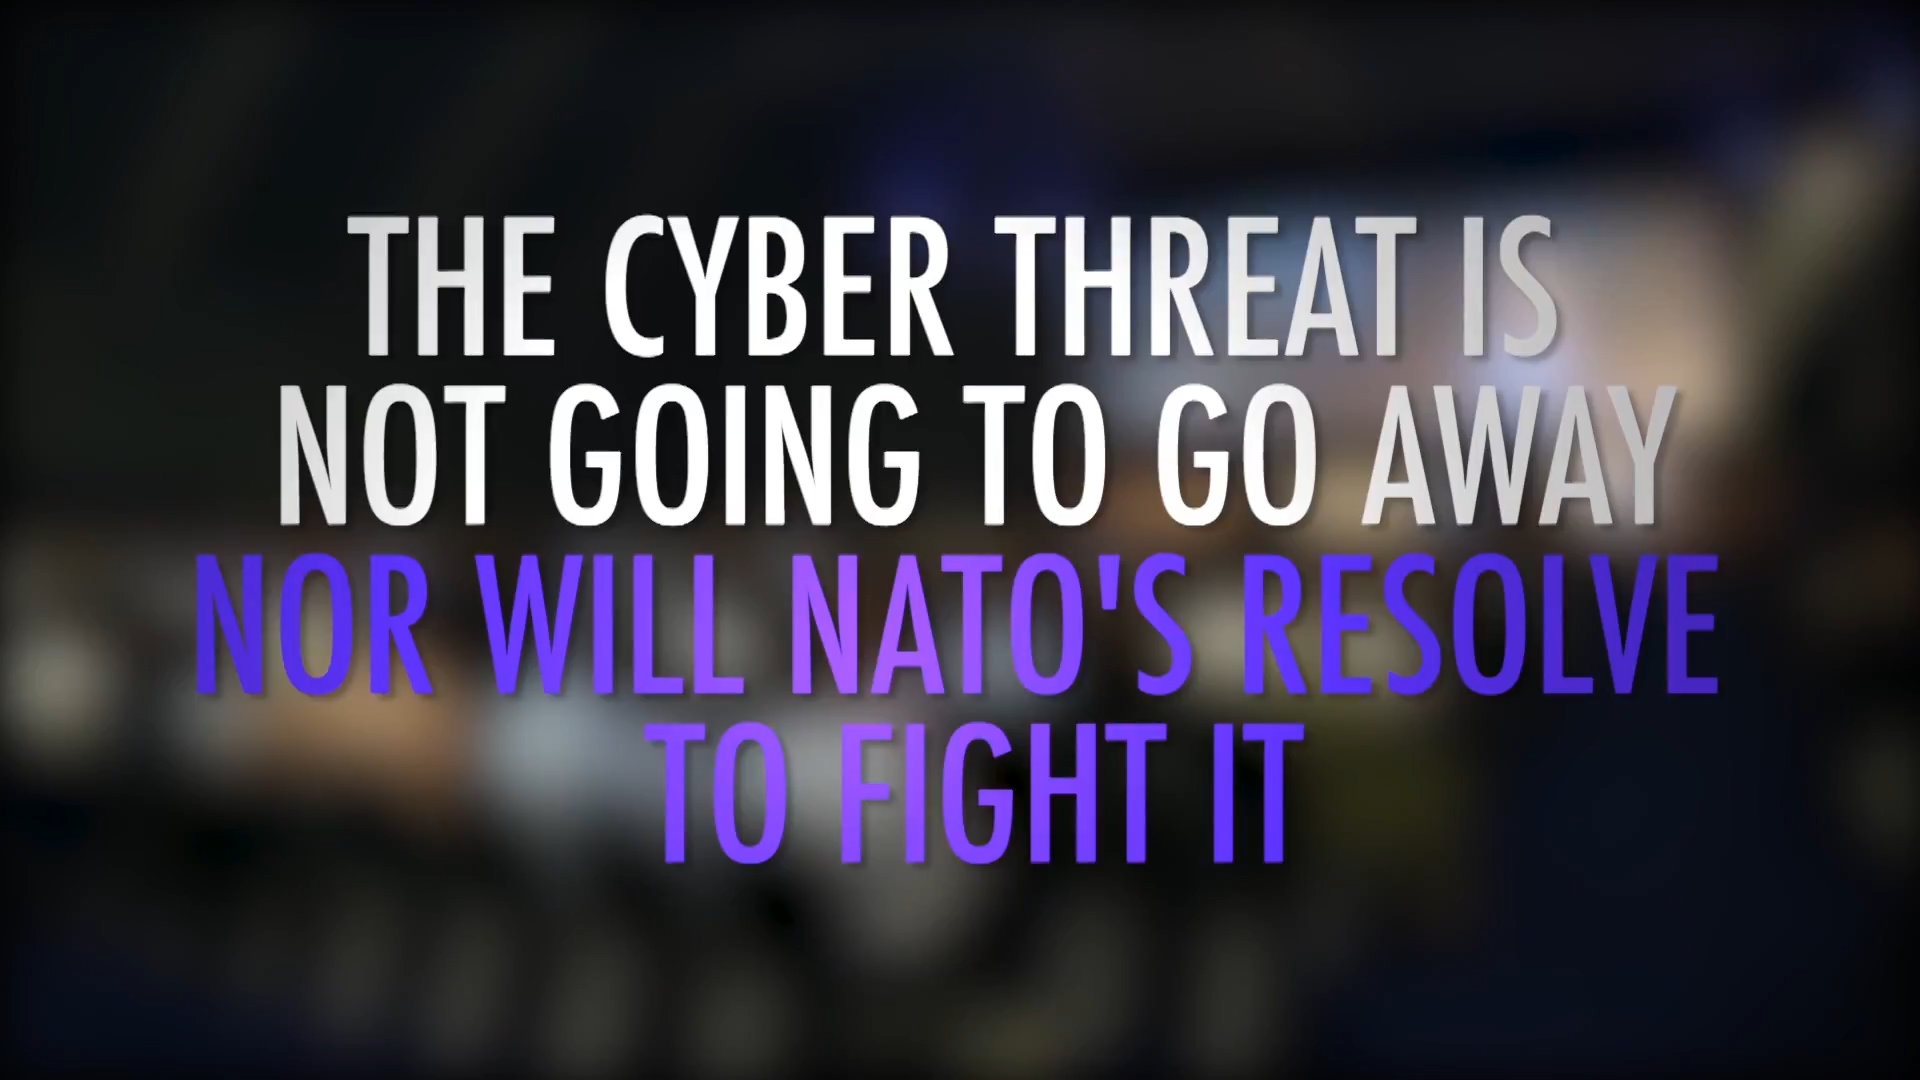 THE CYBER THREAT IS
NOT GOING TO GO AWAY
NOR WILL NATO'S RESOLVE
TO FIGHT IT